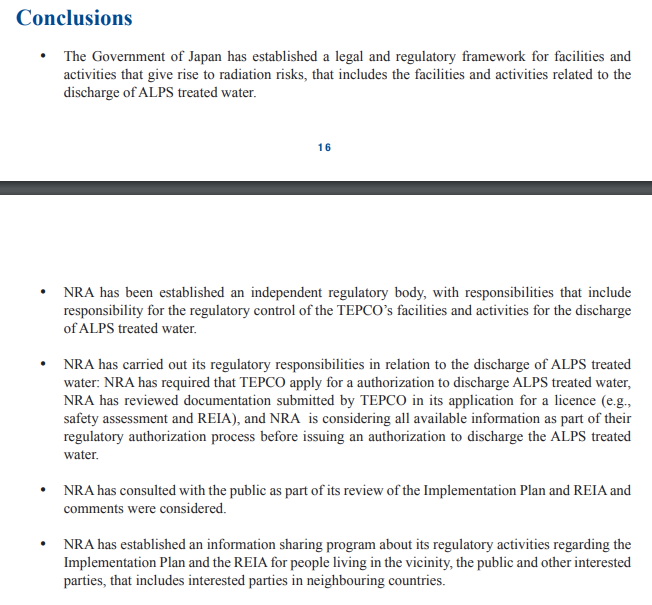 Conclusions
• The Government of Japan has established a legal and regulatory framework for facilities and
activities that give rise to radiation risks, that includes the facilities and activities related to the
discharge of ALPS treated water.
16
• NRA has been established an independent regulatory body, with responsibilities that include
responsibility for the regulatory control of the TEPCO’s facilities and activities for the discharge
of ALPS treated water.
• NRA has carried out its regulatory responsibilities in relation to the discharge of ALPS treated
water: NRA has required that TEPCO apply for a authorization to discharge ALPS treated water,
NRA has reviewed documentation submitted by TEPCO in its application for a licence (e.g.,
safety assessment and REIA), and NRA is considering all available information as part of their
regulatory authorization process before issuing an authorization to discharge the ALPS treated
water.
• NRA has consulted with the public as part of its review of the Implementation Plan and REIA and
comments were considered.
• NRA has established an information sharing program about its regulatory activities regarding the
Implementation Plan and the REIA for people living in the vicinity, the public and other interested
parties, that includes interested parties in neighbouring countries.